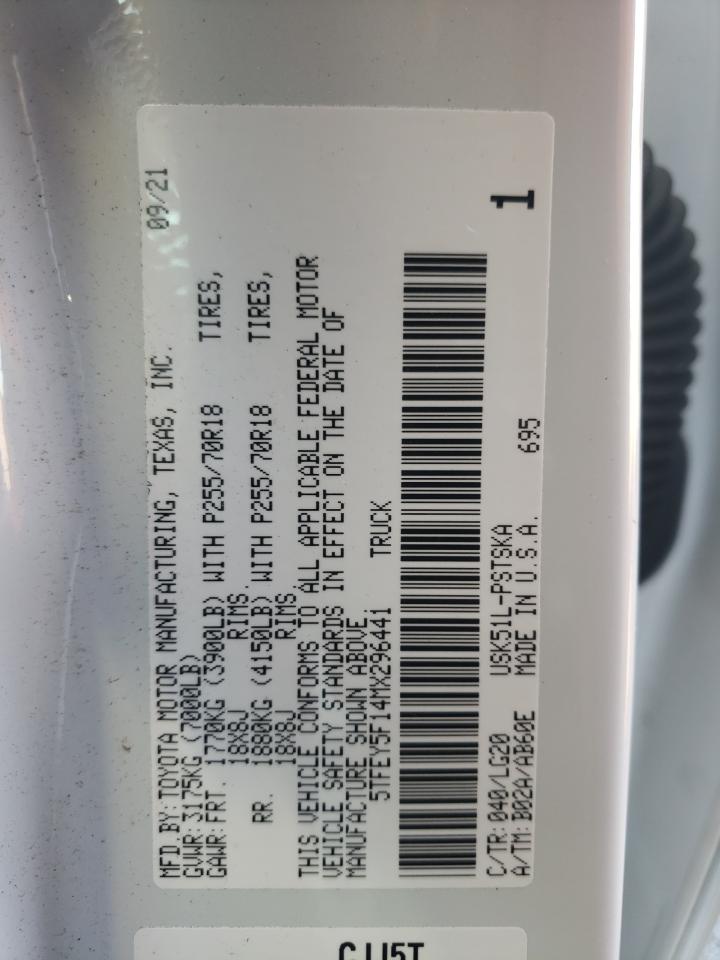 MFD.BY:TOYOTA MOTOR MANUFACTURING, TEXAS, INC. 09/21
GVWR:3175KG (7000LB)
GAWR:FRT. 1770KG (3900LB) WITH P255/70R18 TIRES,
18X8J RIMS.
RR. 1880KG (4150LB) WITH P255/70R18 TIRES,
18X8J RIMS
THIS VEHICLE CONFORMS TO ALL APPLICABLE FEDERAL MOTOR
VEHICLE SAFETY STANDARDS IN EFFECT ON THE DATE OF
MANUFACTURE SHOWN ABOVE.
5TFEY5F14MX296441 TRUCK
C/TR:040/LG20 USK51L-PSTSKA 1
A/TM:B02A/AB60E MADE IN U.S.A. 695